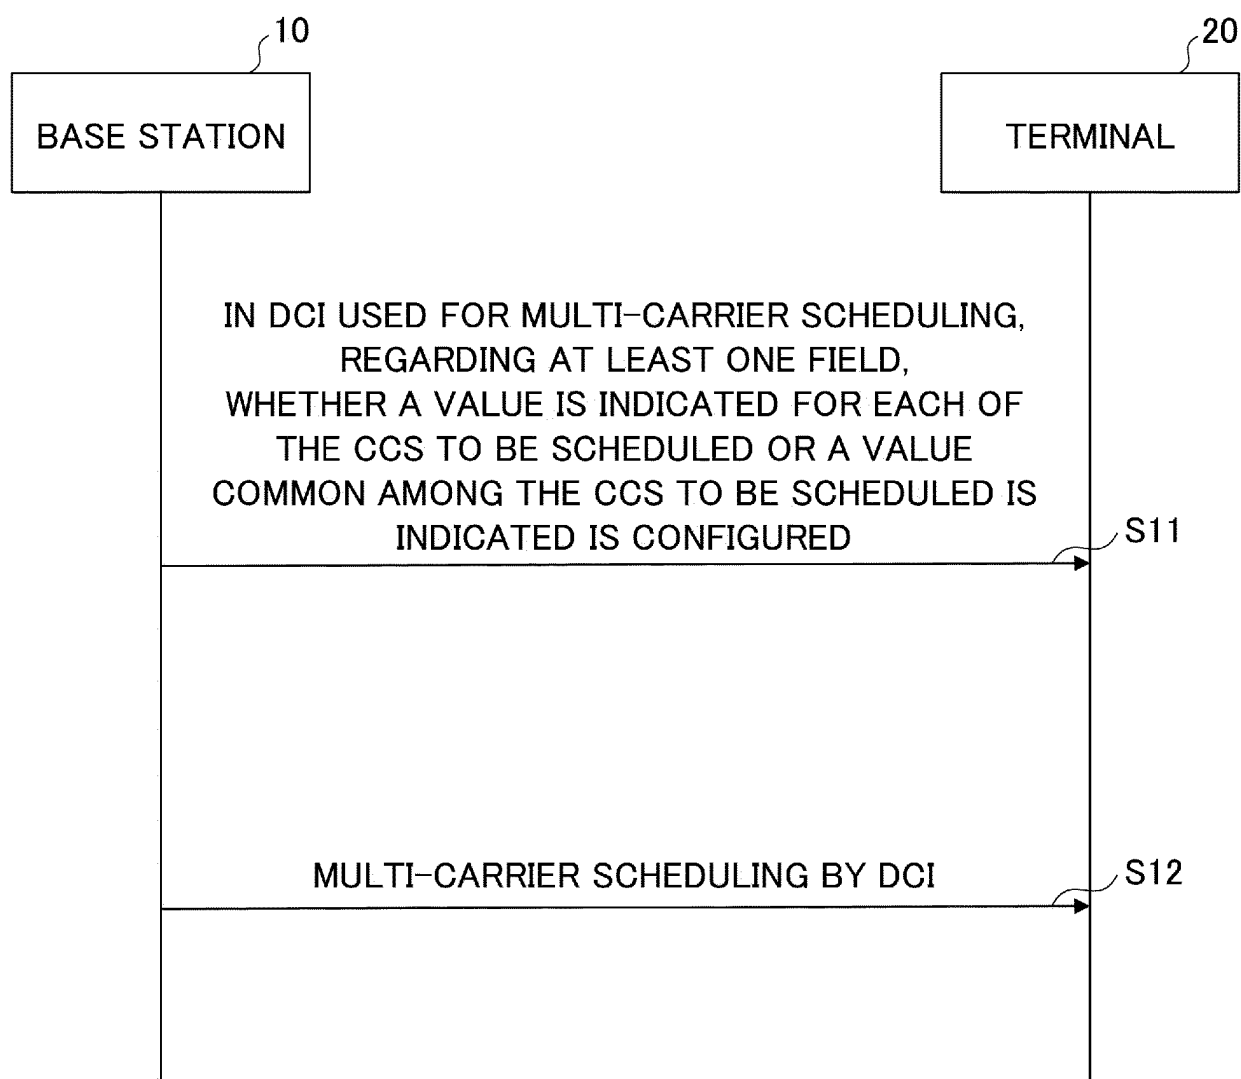 10
20
BASE STATION
TERMINAL
IN DCI USED FOR MULTI-CARRIER SCHEDULING,
REGARDING AT LEAST ONE FIELD,
WHETHER A VALUE IS INDICATED FOR EACH OF
THE CCS TO BE SCHEDULED OR A VALUE
COMMON AMONG THE CCS TO BE SCHEDULED IS
INDICATED IS CONFIGURED
S11
MULTI-CARRIER SCHEDULING BY DCI
S12